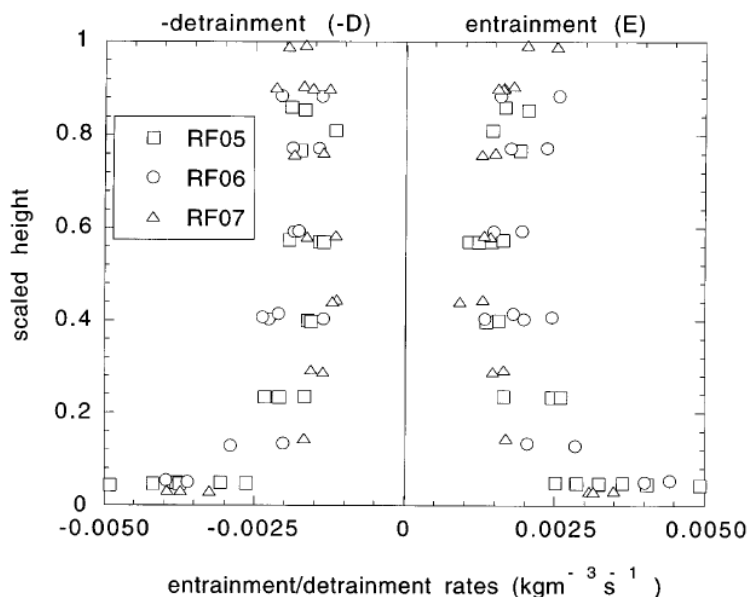 -detrainment (-D) entrainment (E)
1
0.8
0.6
0.4
0.2
0
scaled height
RF05
RF06
RF07
-0.0050 -0.0025 0 0.0025 0.0050
entrainment/detrainment rates (kgm⁻³s⁻¹)